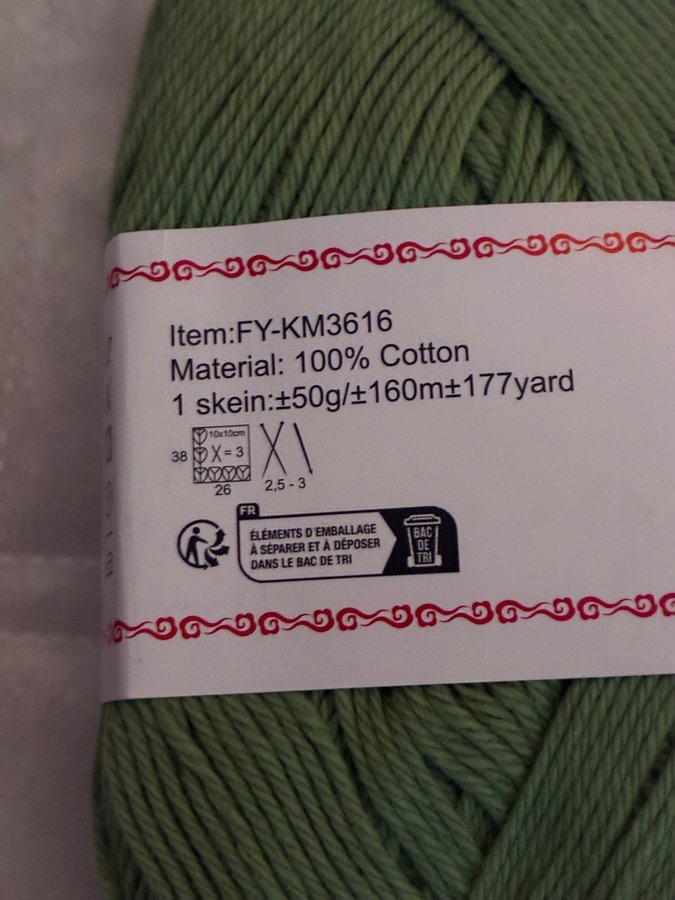 Item:FY-KM3616
Material: 100% Cotton
1 skein:±50g/±160m±177yard
10x10cm
38 X = 3
26
2,5 - 3
FR
ÉLÉMENTS D'EMBALLAGE
À SÉPARER ET À DÉPOSER
DANS LE BAC DE TRI
BAC
DE
TRI